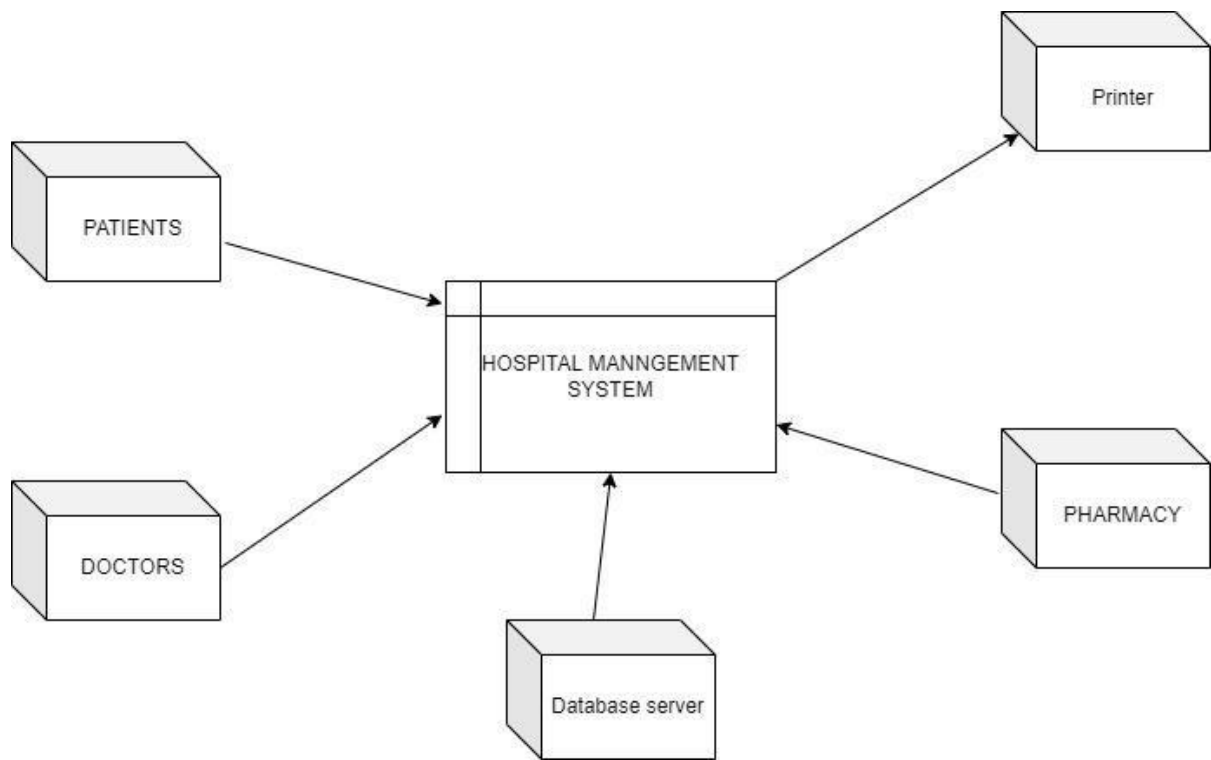 Printer
PATIENTS
HOSPITAL MANNGEMENT
SYSTEM
PHARMACY
DOCTORS
Database server